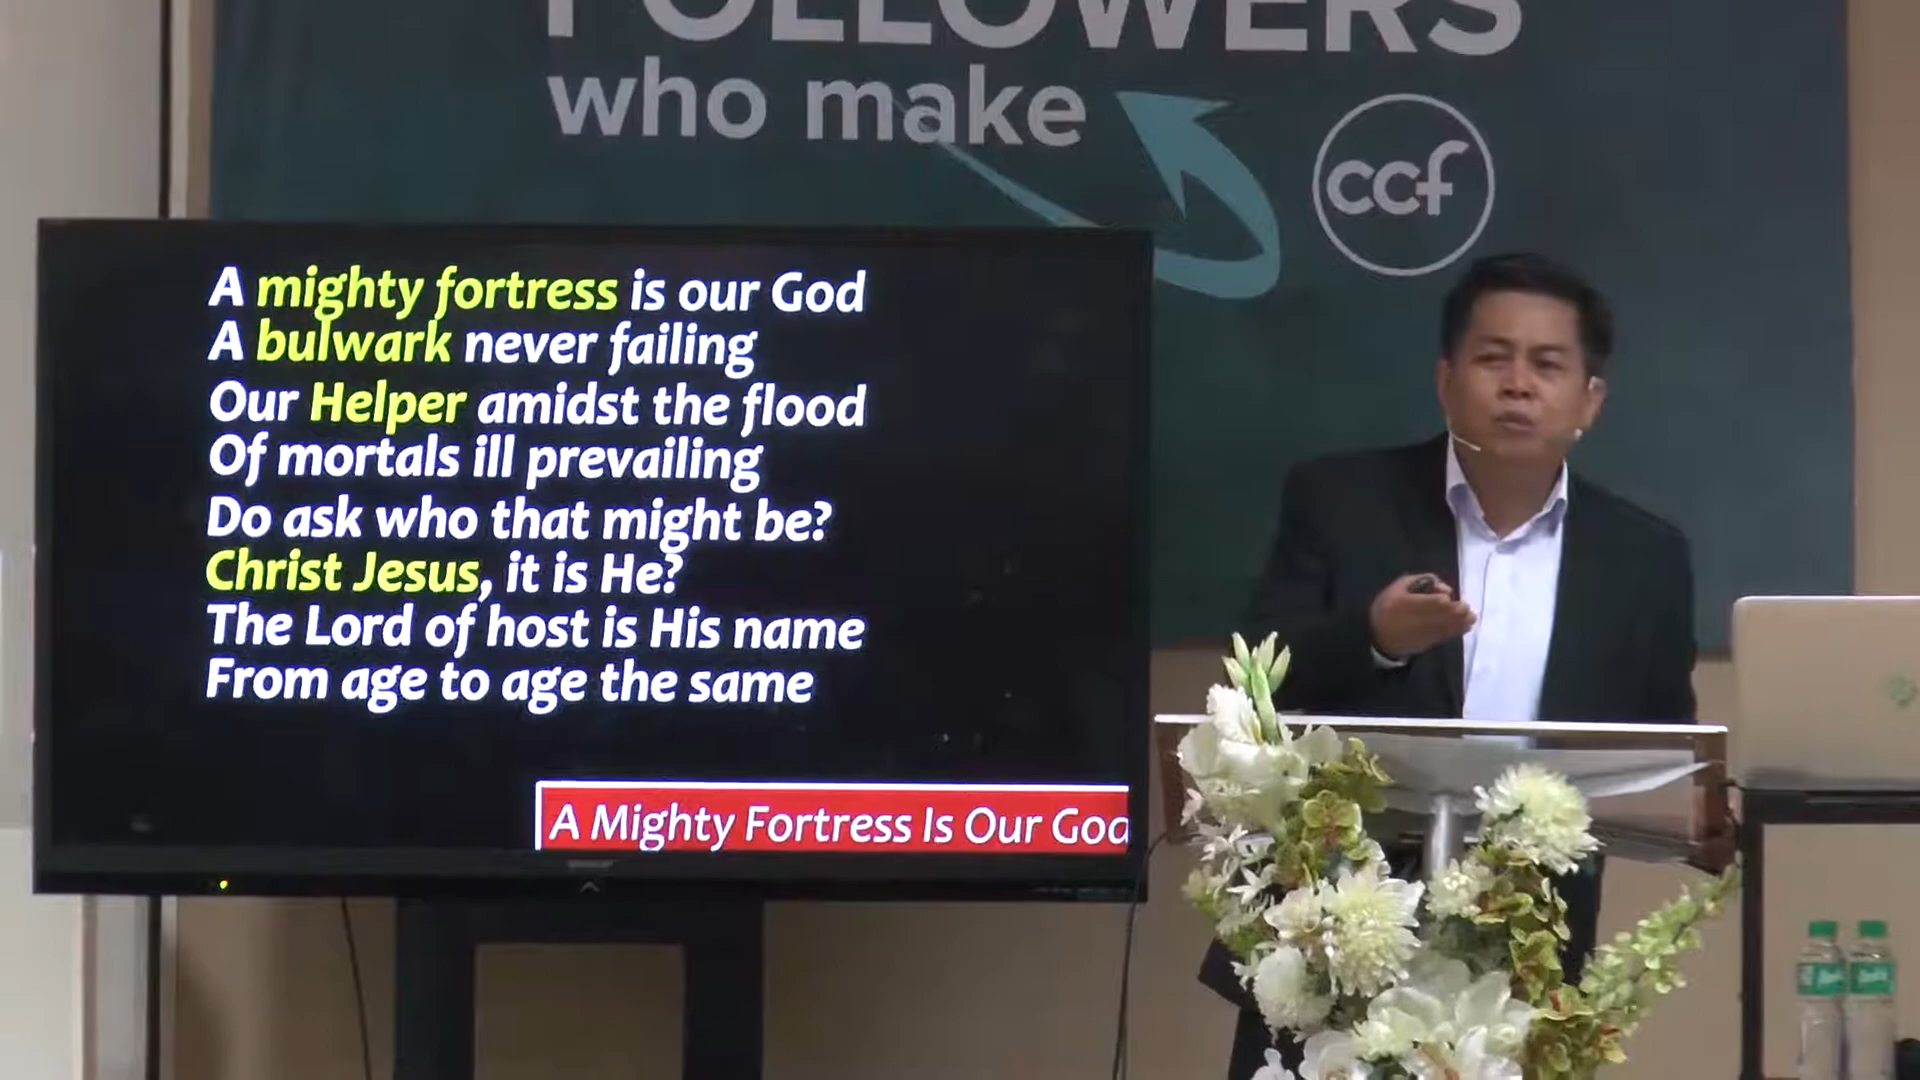 FOLLOWERS
who make
ccf
A mighty fortress is our God
A bulwark never failing
Our Helper amidst the flood
Of mortals ill prevailing
Do ask who that might be?
Christ Jesus, it is He?
The Lord of host is His name
From age to age the same
A Mighty Fortress Is Our God